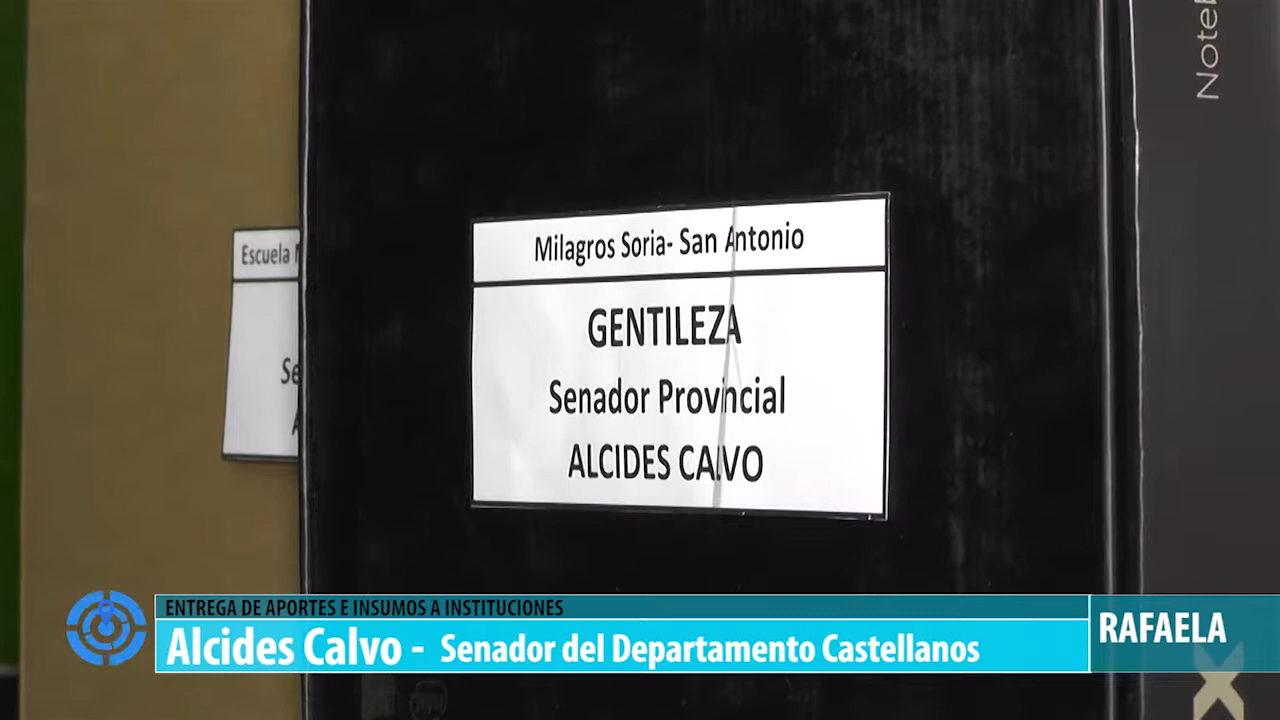 Milagros Soria- San Antonio
GENTILEZA
Senador Provincial
ALCIDES CALVO
Escuela
ENTREGA DE APORTES E INSUMOS A INSTITUCIONES
Alcides Calvo - Senador del Departamento Castellanos
RAFAELA